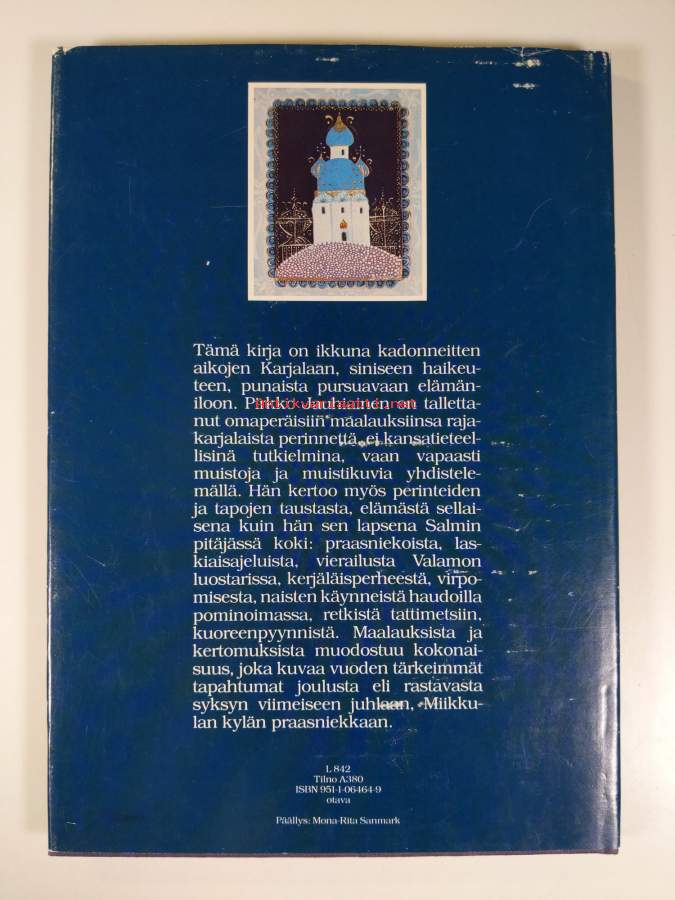 Tämä kirja on ikkuna kadonneitten
aikojen Karjalaan, siniseen haikeu-
teen, punaista pursuavaan elämän-
iloon. Pirkko Jauhiainen on talletta-
nut omaperäisiin maalauksiinsa raja-
karjalaista perinnettä, ei kansatieteel-
lisinä tutkielmina, vaan vapaasti
muistoja ja muistikuvia yhdistele-
mällä. Hän kertoo myös perinteiden
ja tapojen taustasta, elämästä sellai-
sena kuin hän sen lapsena Salmin
pitäjässä koki: praasniekoista, las-
kiaisajeluista, vierailusta Valamon
luostarissa, kerjäläisperheestä, virpo-
misesta, naisten käynneistä haudoilla
pominoimassa, retkistä tattimetsiin,
kuoreenpyynnistä. Maalauksista ja
kertomuksista muodostuu kokonai-
suus, joka kuvaa vuoden tärkeimmät
tapahtumat joulusta eli rastavasta
syksyn viimeiseen juhlaan, Miikku-
lan kylän praasniekkaan.
L 842
Tilno A380
ISBN 951-1-06464-9
otava
Päällys: Mona-Rita Sanmark